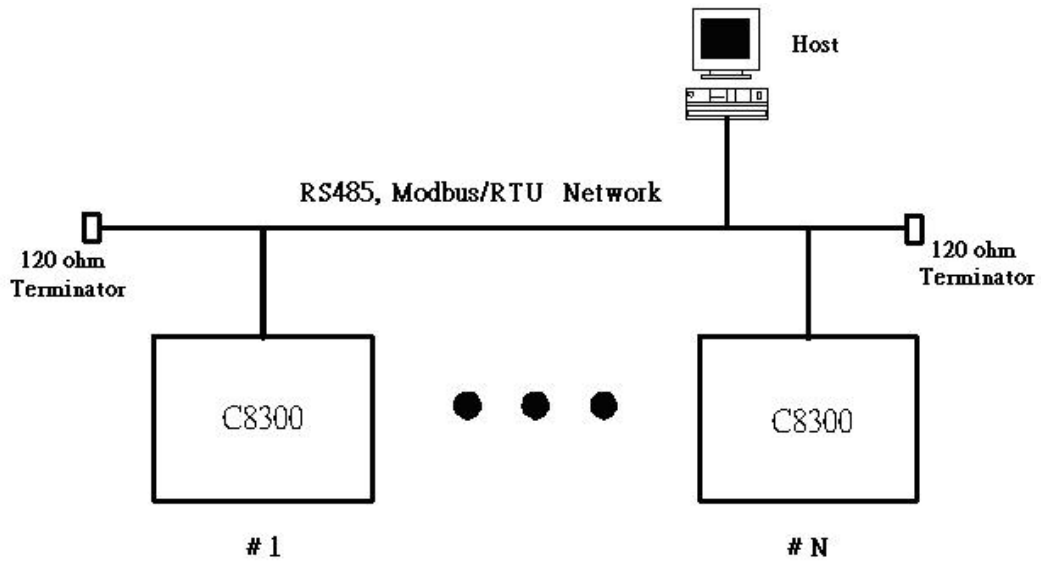 Host
RS485, Modbus/RTU Network
120 ohm
Terminator
120 ohm
Terminator
C8300
C8300
# 1
# N